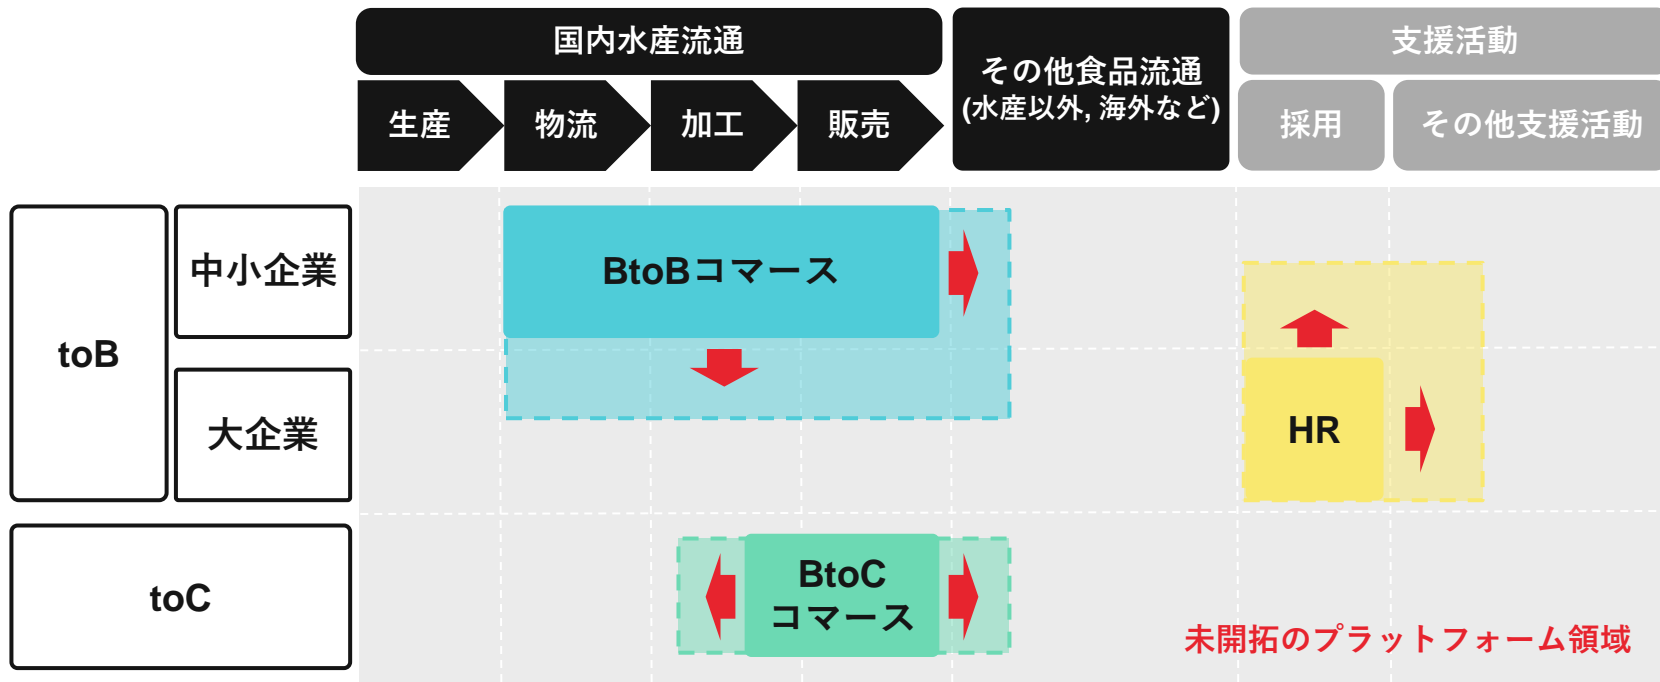 国内水産流通
その他食品流通
(水産以外, 海外など)
支援活動
生産
物流
加工
販売
採用
その他支援活動
toB
中小企業
大企業
toC
BtoBコマース
HR
BtoC
コマース
未開拓のプラットフォーム領域